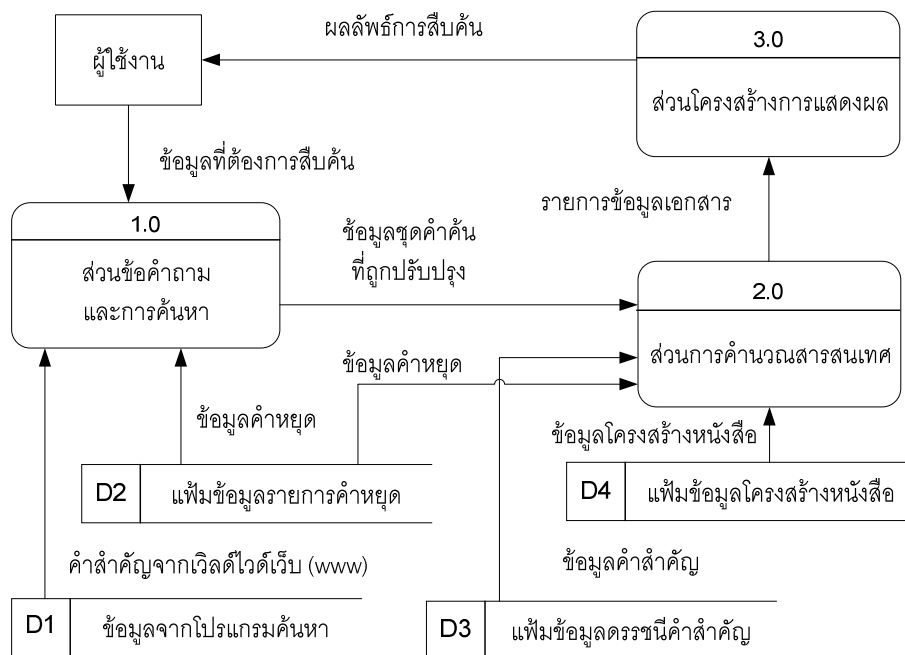 ผลลัพธ์การสืบค้น
ผู้ใช้งาน
3.0
ส่วนโครงสร้างการแสดงผล
ข้อมูลที่ต้องการสืบค้น
รายการข้อมูลเอกสาร
1.0
ส่วนข้อคำถาม
และการค้นหา
ช้อมูลชุดคำค้น
ที่ถูกปรับปรุง
2.0
ส่วนการคำนวณสารสนเทศ
ข้อมูลคำหยุด
ข้อมูลคำหยุด
ข้อมูลโครงสร้างหนังสือ
D2 แฟ้มข้อมูลรายการคำหยุด
D4 แฟ้มข้อมูลโครงสร้างหนังสือ
คำสำคัญจากเวิลด์ไวด์เว็บ (www)
ข้อมูลคำสำคัญ
D1 ข้อมูลจากโปรแกรมค้นหา
D3 แฟ้มข้อมูลดรรชนีคำสำคัญ